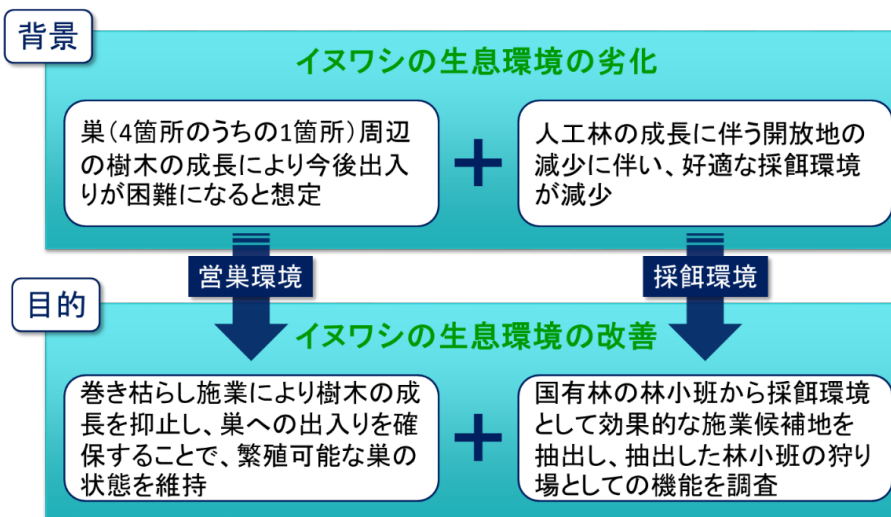 背景
イヌワシの生息環境の劣化
巣（4箇所のうちの1箇所）周辺
の樹木の成長により今後出入
りが困難になると想定
+
人工林の成長に伴う開放地の
減少に伴い、好適な採餌環境
が減少
営巣環境
採餌環境
目的
イヌワシの生息環境の改善
巻き枯らし施業により樹木の成
長を抑止し、巣への出入りを確
保することで、繁殖可能な巣の
状態を維持
+
国有林の林小班から採餌環境
として効果的な施業候補地を
抽出し、抽出した林小班の狩り
場としての機能を調査